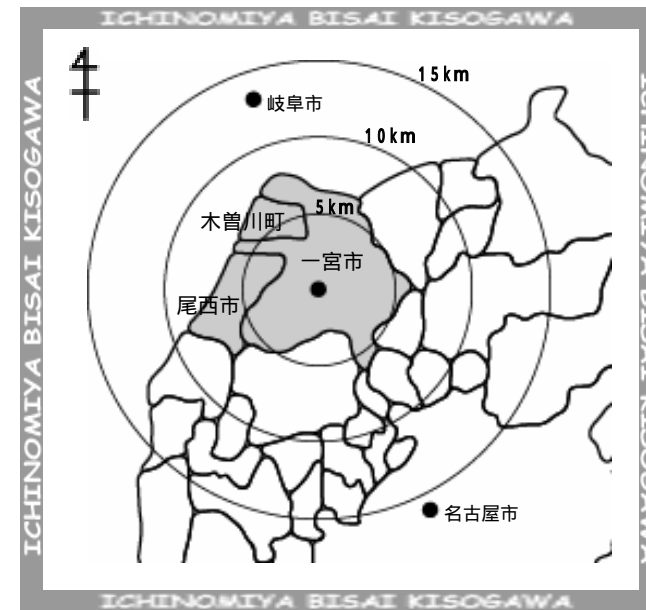 ICHINOMIYA BISAI KISOGAWA
15km
岐阜市
10km
5km
木曽川町
一宮市
尾西市
名古屋市
ICHINOMIYA BISAI KISOGAWA
ICHINOMIYA BISAI KISOGAWA
ICHINOMIYA BISAI KISOGAWA